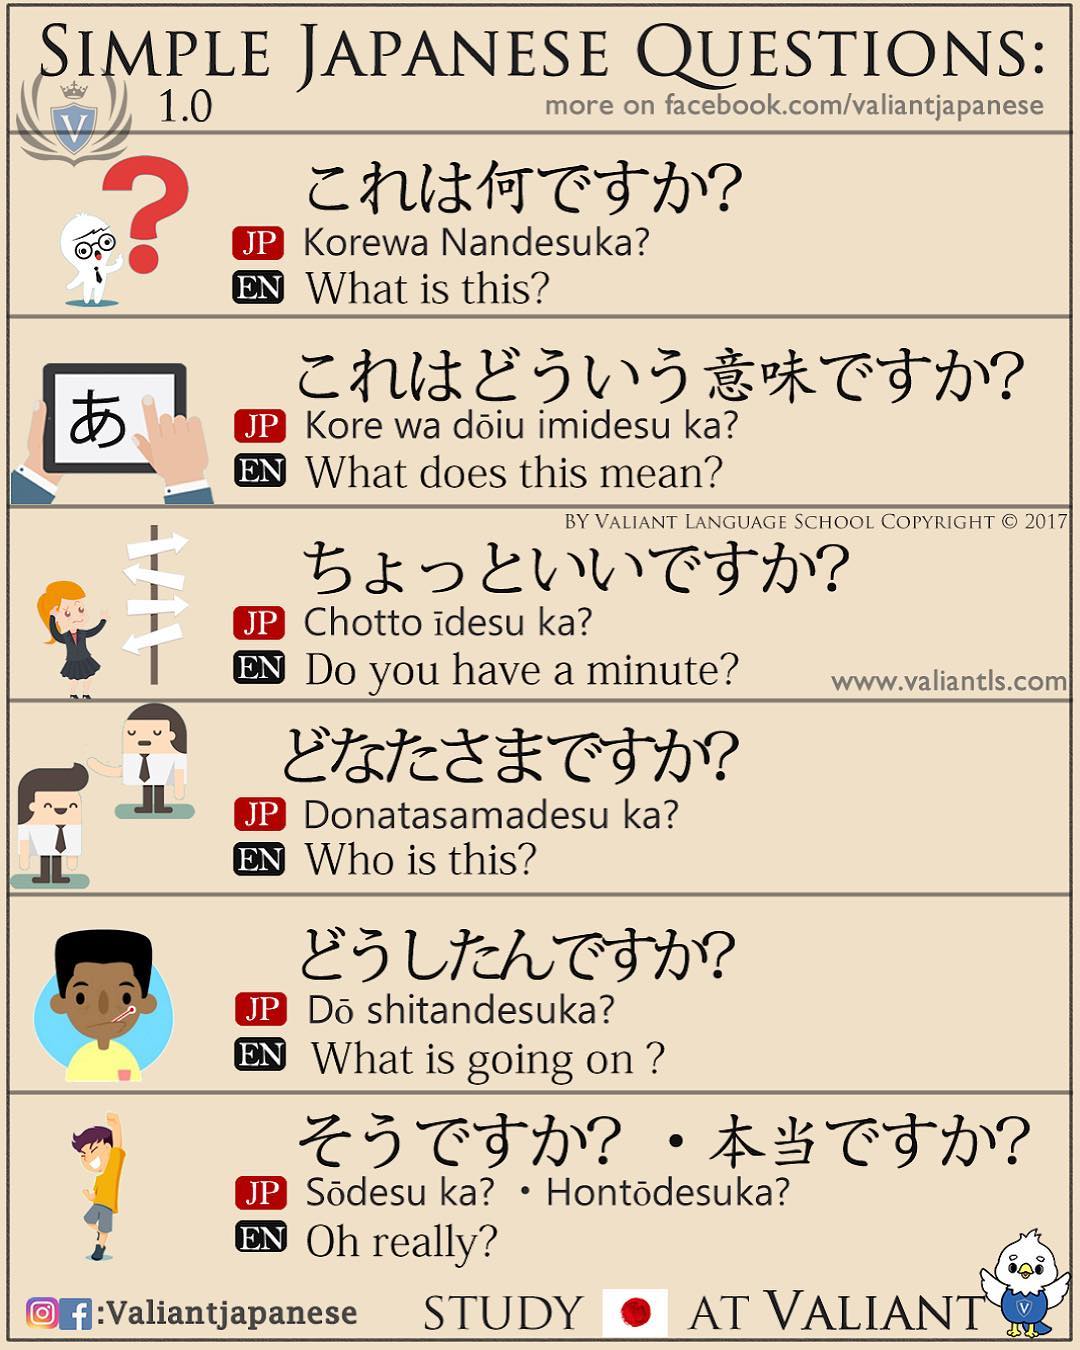 SIMPLE JAPANESE QUESTIONS:
1.0
more on facebook.com/valiantjapanese
V
これは何ですか?
JP Korewa Nandesuka?
EN What is this?
これはどういう意味ですか?
あ
JP Kore wa dōiu imidesu ka?
EN What does this mean?
BY VALIANT LANGUAGE SCHOOL COPYRIGHT © 2017
ちょっといいですか?
JP Chotto īdesu ka?
EN Do you have a minute?
www.valiantls.com
どなたさまですか?
JP Donatasamadesu ka?
EN Who is this?
どうしたんですか?
JP Dō shitandesuka?
EN What is going on ?
そうですか? ・本当ですか?
JP Sōdesu ka? ・Hontōdesuka?
EN Oh really?
:Valiantjapanese
STUDY AT VALIANT
V